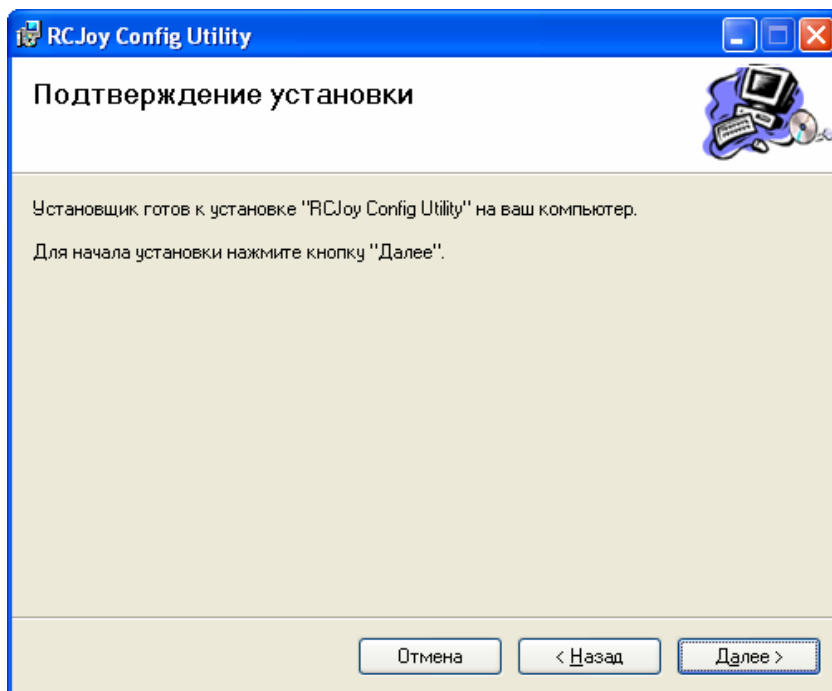 RCJoy Config Utility
Подтверждение установки
Установщик готов к установке "RCJoy Config Utility" на ваш компьютер.
Для начала установки нажмите кнопку "Далее".
Отмена
< Назад
Далее >